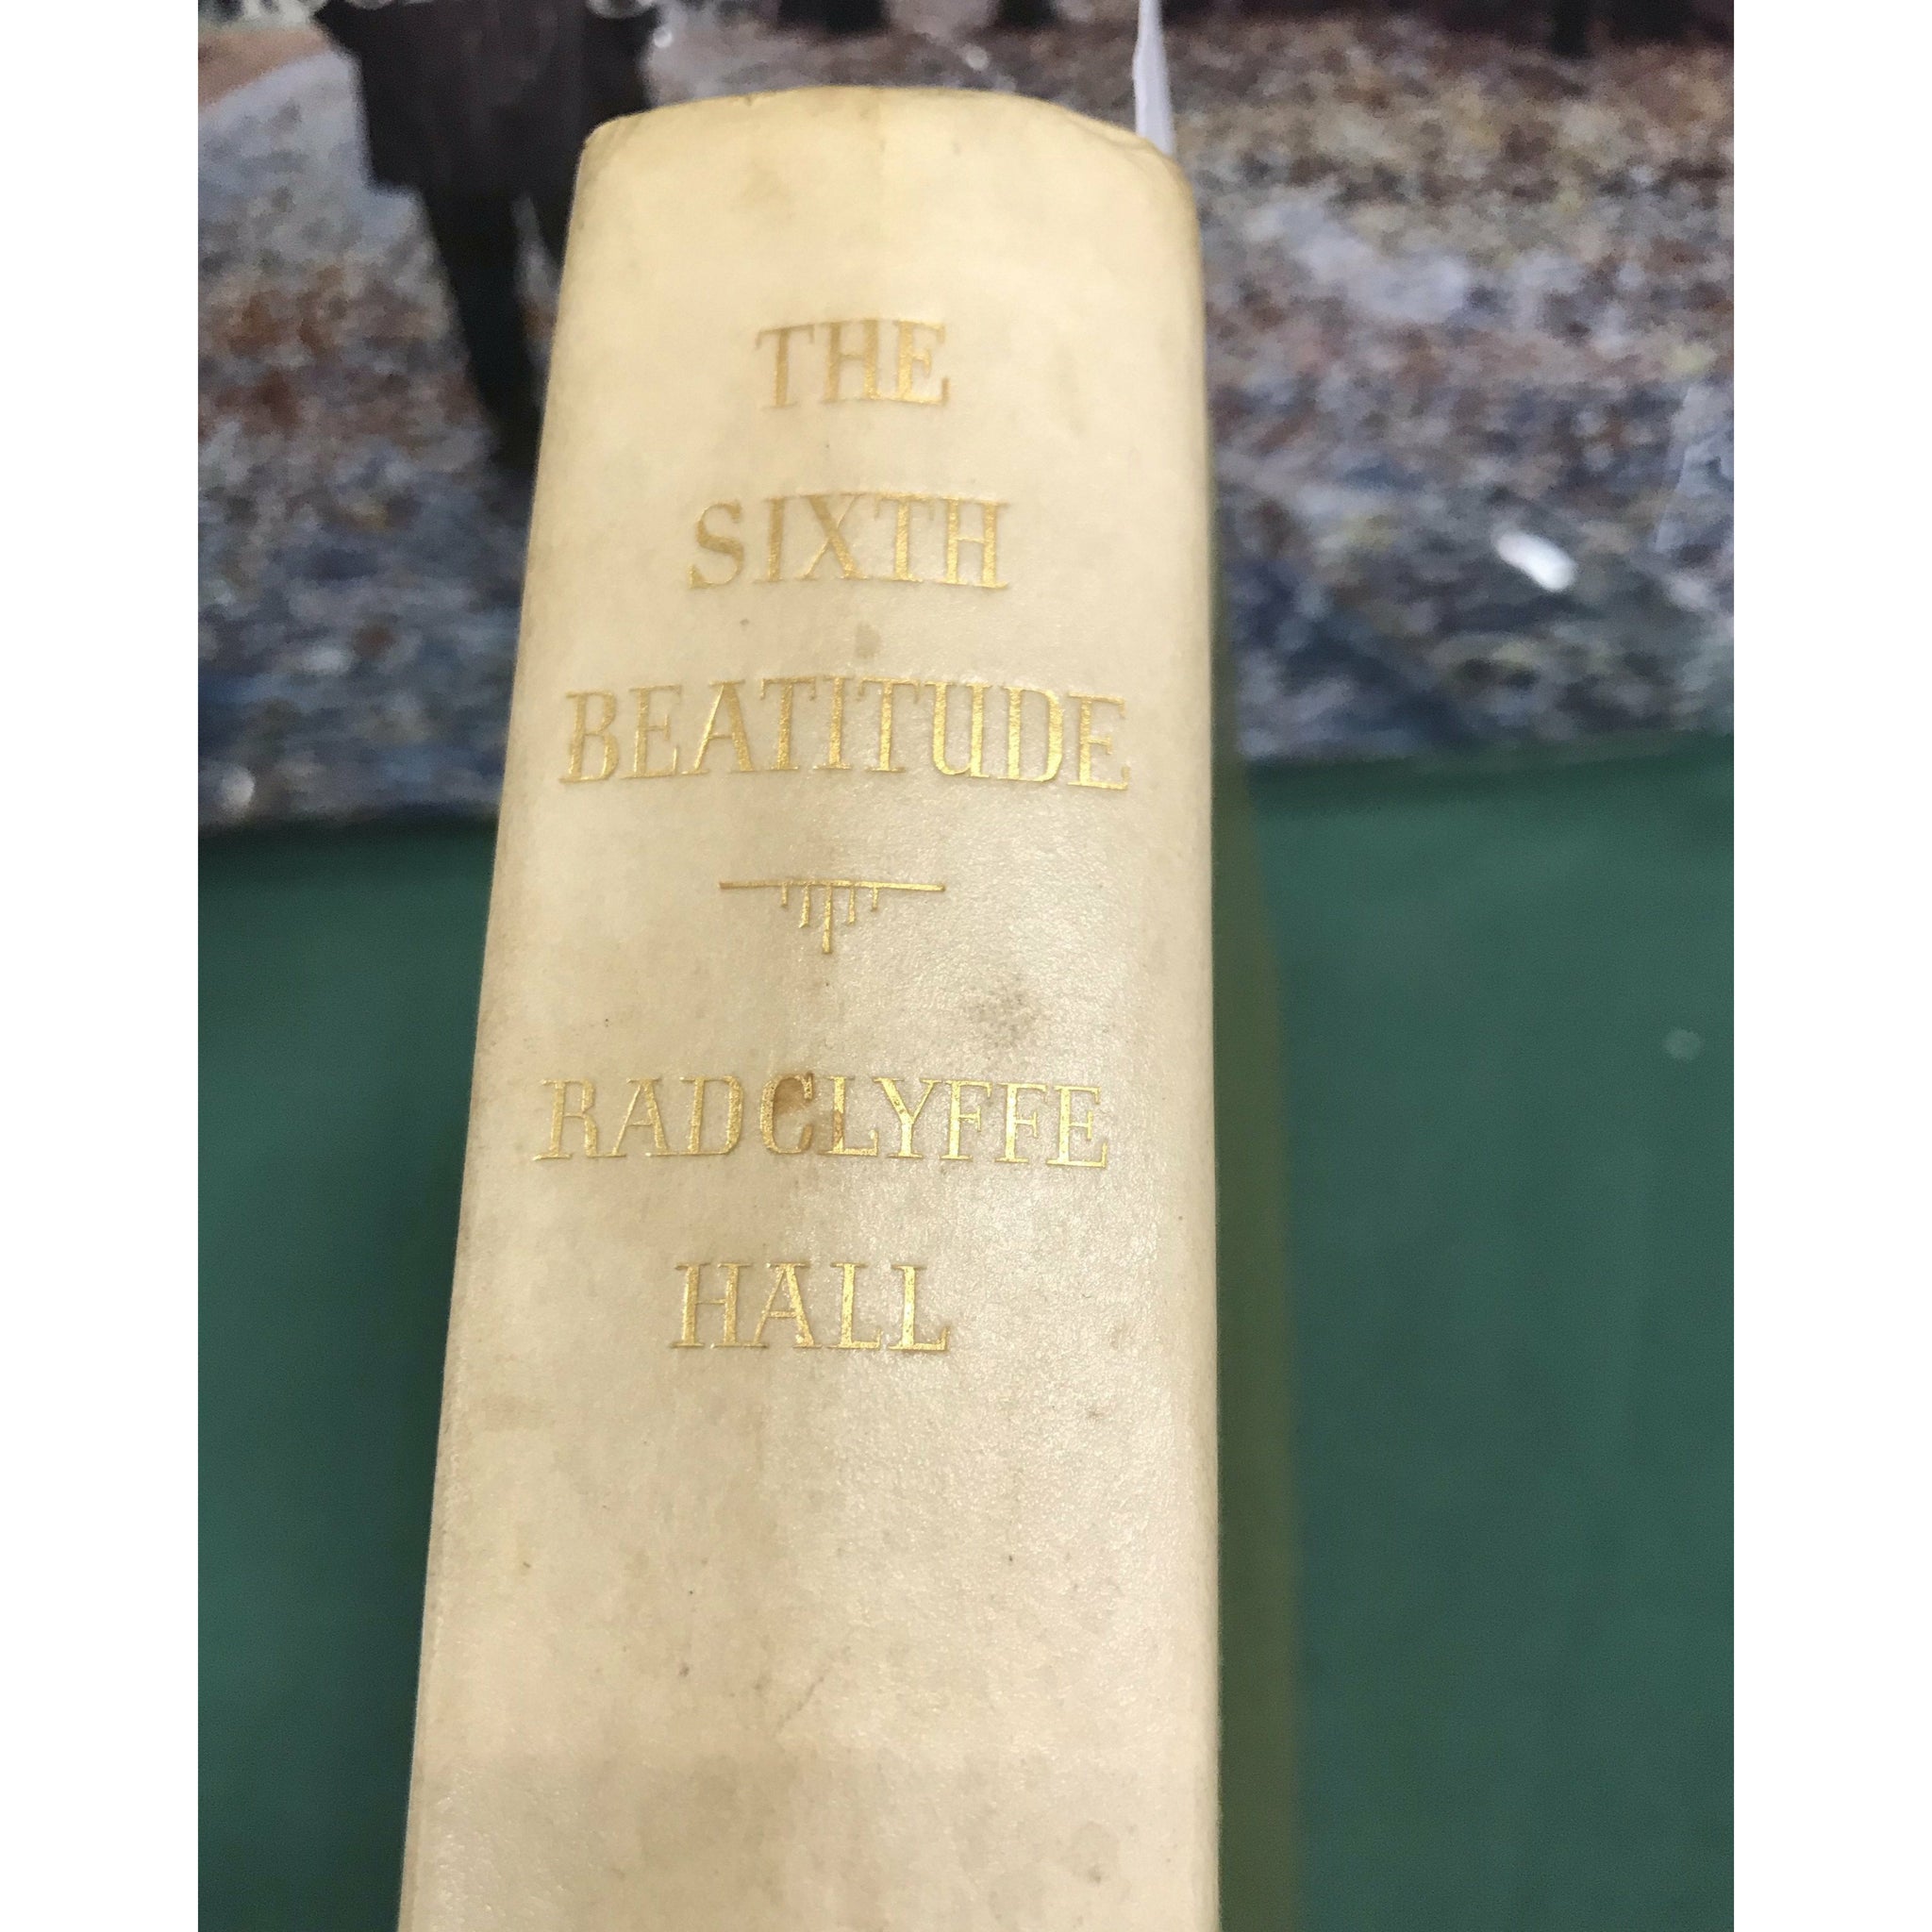 THE
SIXTH
BEATITUDE
RADCLYFFE
HALL